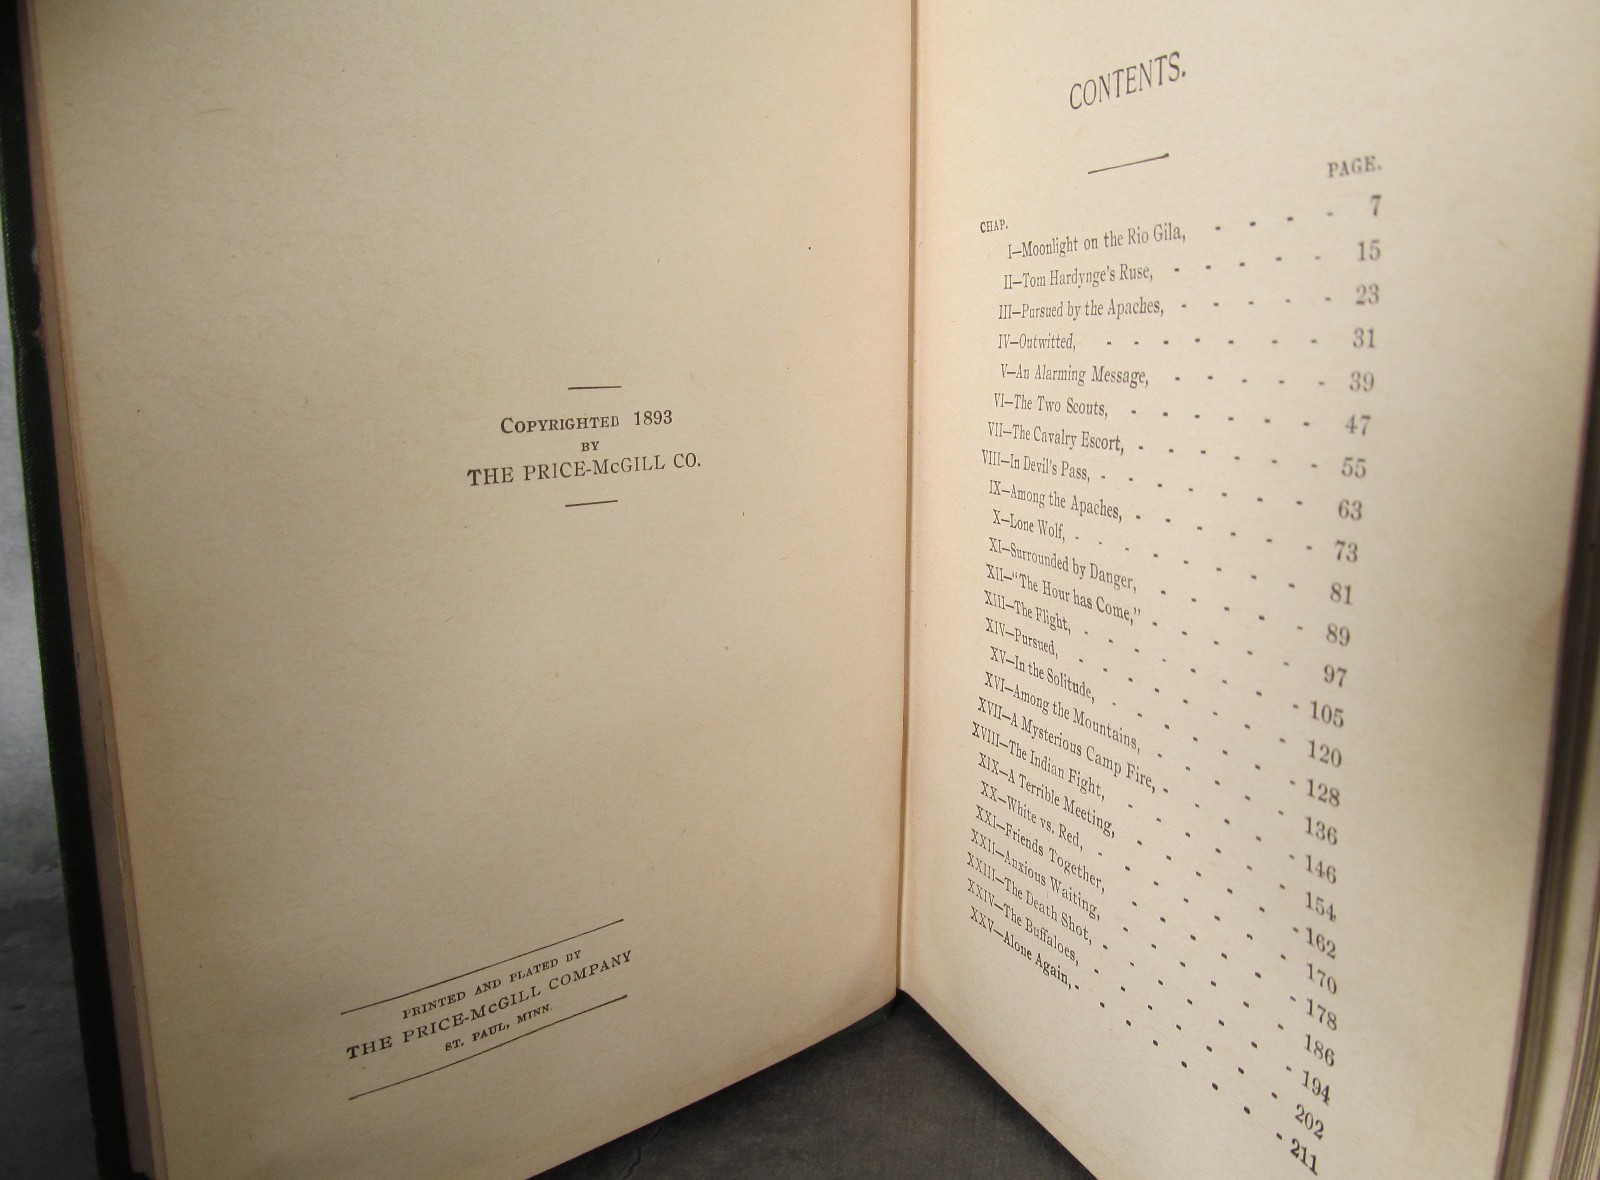 COPYRIGHTED 1893
BY
THE PRICE-McGILL CO.
PRINTED AND PLATED BY
THE PRICE-McGILL COMPANY
ST. PAUL, MINN.
CONTENTS.
PAGE.
CHAP.
I—Moonlight on the Rio Gila, - - - - 7
II—Tom Hardynge's Ruse, - - - - - 15
III—Pursued by the Apaches, - - - - - 23
IV—Outwitted, - - - - - - - 31
V—An Alarming Message, - - - - - 39
VI—The Two Scouts, - - - - - - 47
VII—The Cavalry Escort, - - - - - - 55
VIII—In Devil's Pass, - - - - - - - 63
IX—Among the Apaches, - - - - - - 73
X—Lone Wolf, - - - - - - - - 81
XI—Surrounded by Danger, - - - - - 89
XII—"The Hour has Come," - - - - - 97
XIII—The Flight, - - - - - - - 105
XIV—Pursued, - - - - - - - 120
XV—In the Solitude, - - - - - - 128
XVI—Among the Mountains, - - - - - 136
XVII—A Mysterious Camp Fire, - - - - - 146
XVIII—The Indian Fight, - - - - - - 154
XIX—A Terrible Meeting, - - - - - - 162
XX—White vs. Red, - - - - - - 170
XXI—Friends Together, - - - - - - 178
XXII—Anxious Waiting, - - - - - - 186
XXIII—The Death Shot, - - - - - - 194
XXIV—The Buffaloes, - - - - - - 202
XXV—Alone Again, - - - - - - - - 211